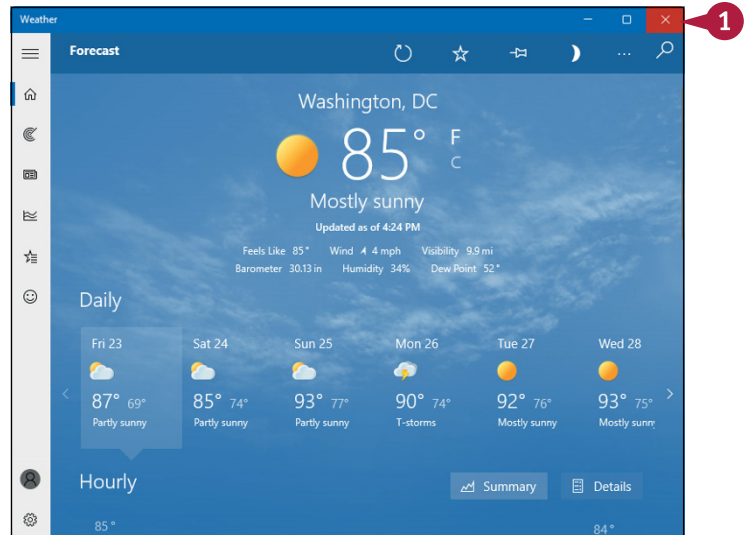 Weather
1
Forecast
Washington, DC
85° F
C
Mostly sunny
Updated as of 4:24 PM
Feels Like 85° Wind 4 mph Visibility 9.9 mi
Barometer 30.13 in Humidity 34% Dew Point 52°
Daily
Fri 23 Sat 24 Sun 25 Mon 26 Tue 27 Wed 28
87° 69° 85° 74° 93° 77° 90° 74° 92° 76° 93° 75°
Partly sunny Partly sunny Partly sunny T-storms Mostly sunny Mostly sunny
Hourly Summary Details
85° 84°